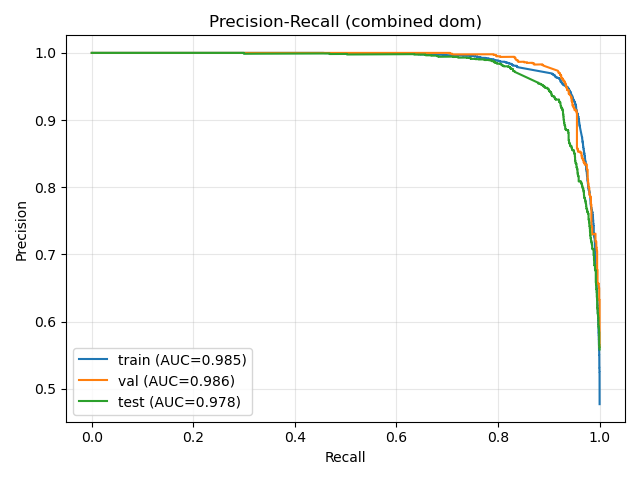 Precision-Recall (combined dom)
1.0
0.9
0.8
0.7
0.6
0.5
Precision
train (AUC=0.985)
val (AUC=0.986)
test (AUC=0.978)
0.0 0.2 0.4 0.6 0.8 1.0
Recall